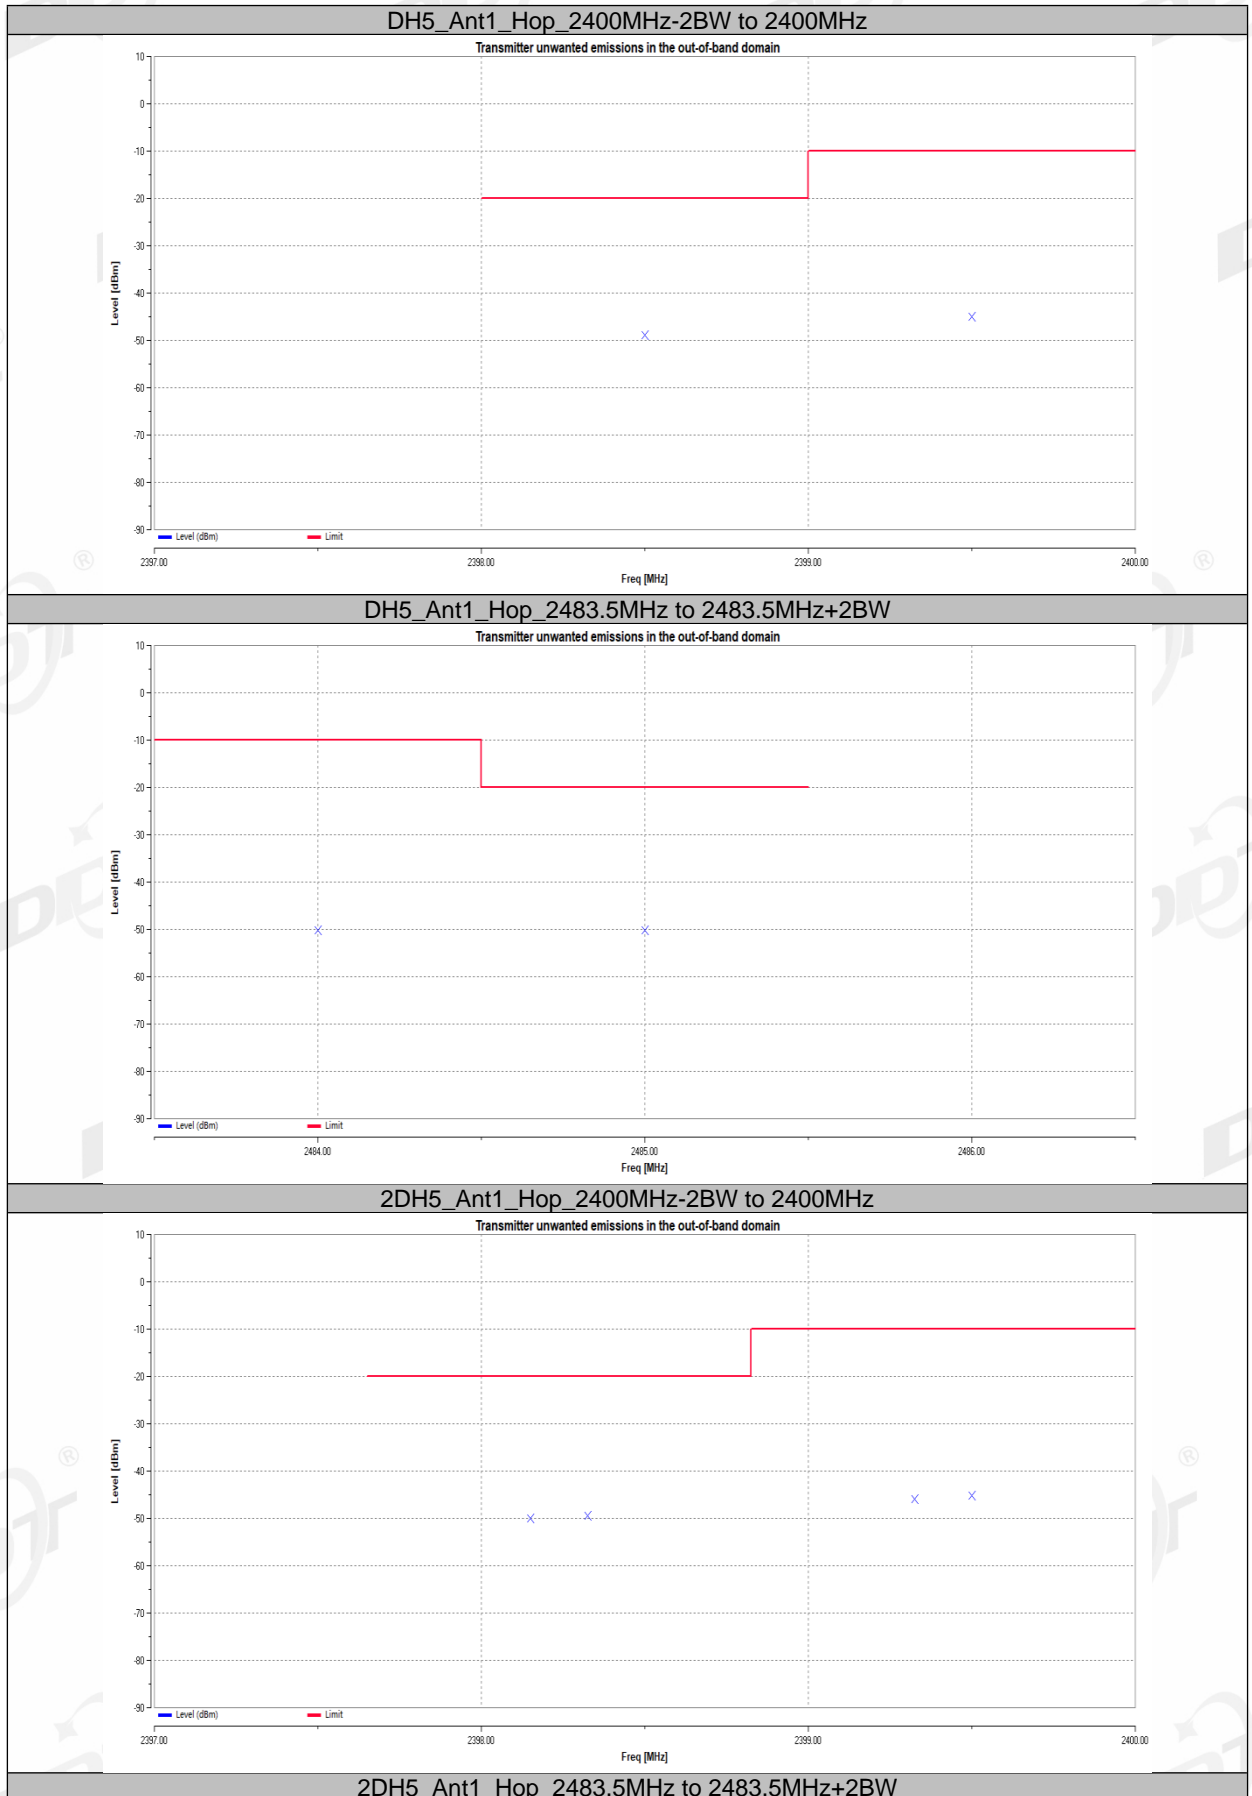 DH5_Ant1_Hop_2400MHz-2BW to 2400MHz
Transmitter unwanted emissions in the out-of-band domain
10
0
-10
-20
-30
-40
-50
-60
-70
-80
-90
Level [dBm]
Level (dBm) Limit
2397.00 2398.00 2399.00 2400.00
Freq [MHz]
DH5_Ant1_Hop_2483.5MHz to 2483.5MHz+2BW
Transmitter unwanted emissions in the out-of-band domain
10
0
-10
-20
-30
-40
-50
-60
-70
-80
-90
Level [dBm]
Level (dBm) Limit
2484.00 2485.00 2486.00
Freq [MHz]
2DH5_Ant1_Hop_2400MHz-2BW to 2400MHz
Transmitter unwanted emissions in the out-of-band domain
10
0
-10
-20
-30
-40
-50
-60
-70
-80
-90
Level [dBm]
Level (dBm) Limit
2397.00 2398.00 2399.00 2400.00
Freq [MHz]
2DH5_Ant1_Hop_2483.5MHz to 2483.5MHz+2BW